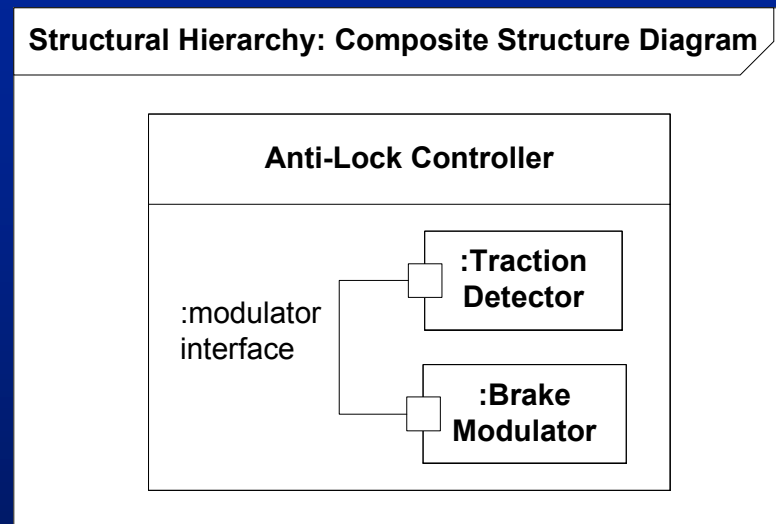 Structural Hierarchy: Composite Structure Diagram
Anti-Lock Controller
:Traction
Detector
:modulator
interface
:Brake
Modulator